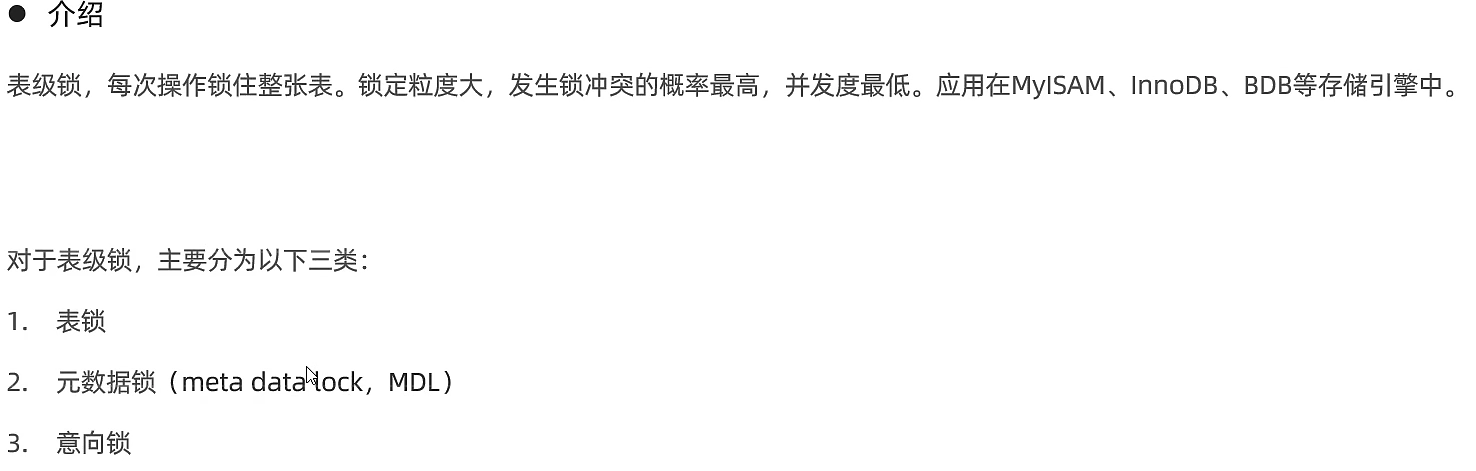 ● 介绍
表级锁，每次操作锁住整张表。锁定粒度大，发生锁冲突的概率最高，并发度最低。应用在MyISAM、InnoDB、BDB等存储引擎中。
对于表级锁，主要分为以下三类：
1. 表锁
2. 元数据锁（meta data lock，MDL）
3. 意向锁